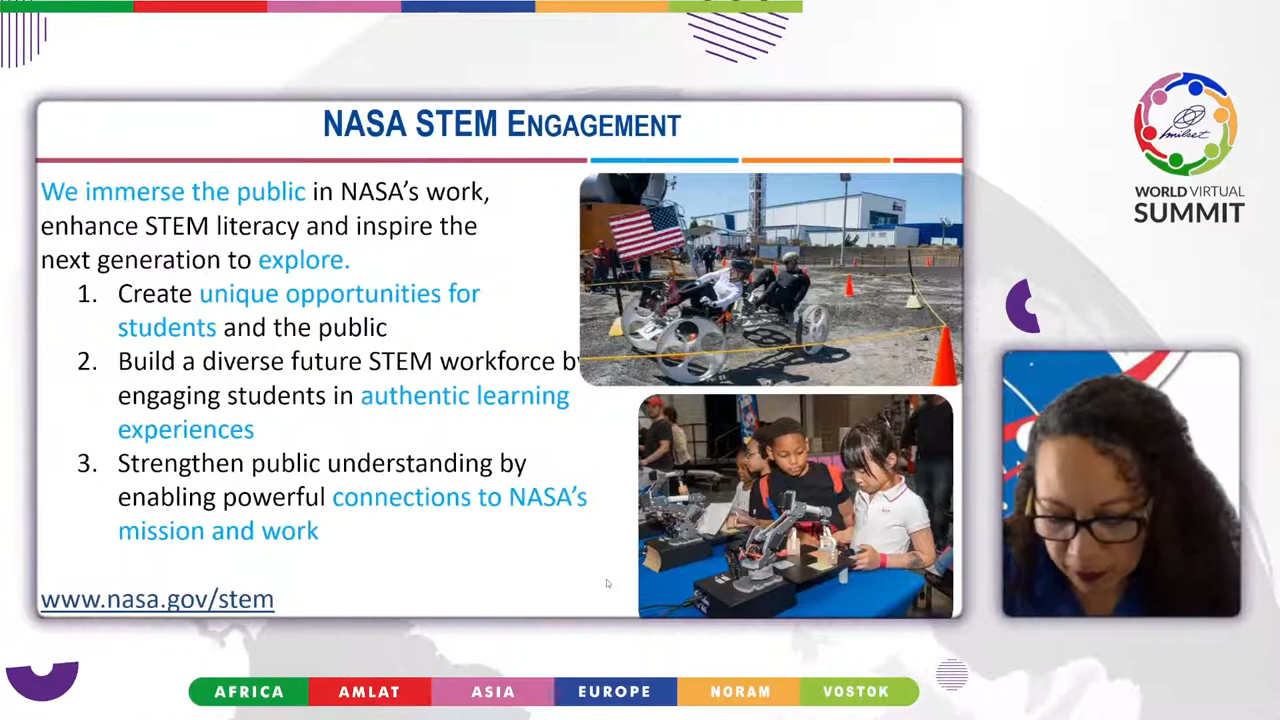 NASA STEM ENGAGEMENT
We immerse the public in NASA's work,
enhance STEM literacy and inspire the
next generation to explore.
1. Create unique opportunities for
students and the public
2. Build a diverse future STEM workforce by
engaging students in authentic learning
experiences
3. Strengthen public understanding by
enabling powerful connections to NASA's
mission and work
www.nasa.gov/stem
milset
WORLD VIRTUAL
SUMMIT
AFRICA AMLAT ASIA EUROPE NORAM VOSTOK